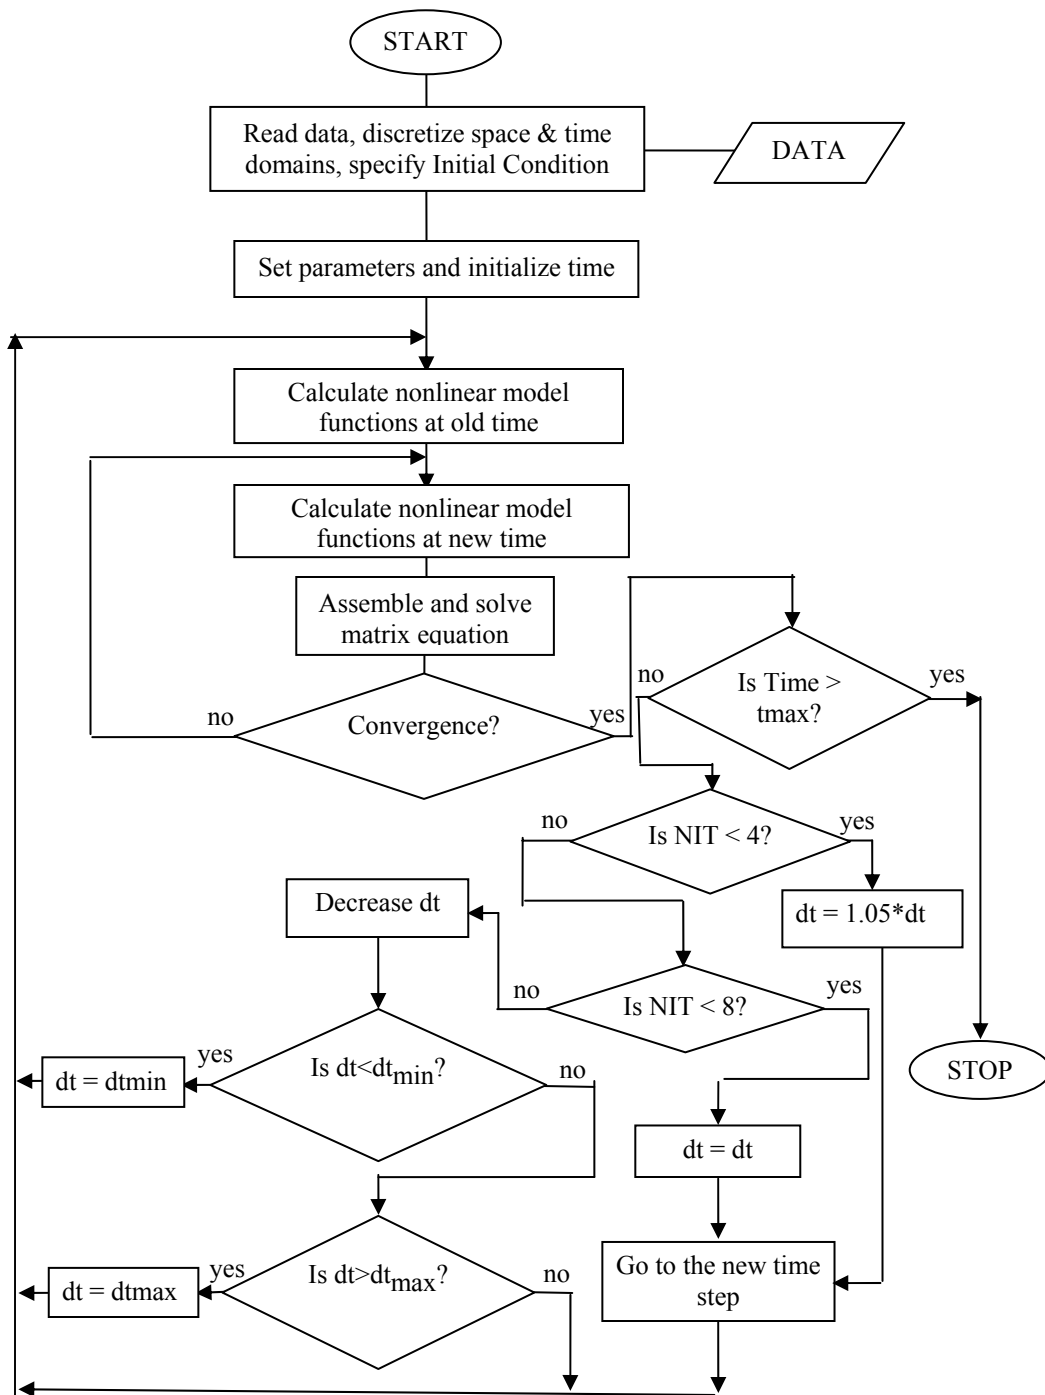 START
Read data, discretize space & time
domains, specify Initial Condition
DATA
Set parameters and initialize time
Calculate nonlinear model
functions at old time
Calculate nonlinear model
functions at new time
Assemble and solve
matrix equation
Convergence?
no
yes
Is Time >
tmax?
no
yes
Is NIT < 4?
no
yes
dt = 1.05*dt
Decrease dt
Is NIT < 8?
no
yes
STOP
Is dt<dtmin?
yes
no
dt = dtmin
dt = dt
Is dt>dtmax?
yes
no
dt = dtmax
Go to the new time
step